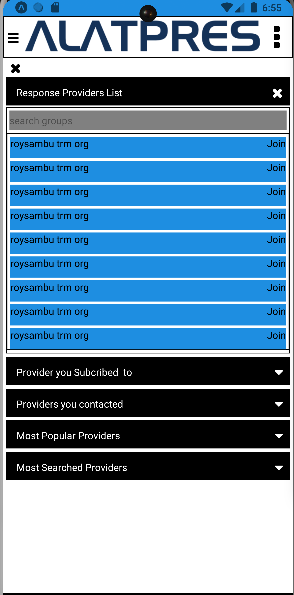 6:55
ALATPRES
Response Providers List
search groups
roysambu trm org Join
roysambu trm org Join
roysambu trm org Join
roysambu trm org Join
roysambu trm org Join
roysambu trm org Join
roysambu trm org Join
roysambu trm org Join
roysambu trm org Join
Provider you Subcribed to
Providers you contacted
Most Popular Providers
Most Searched Providers